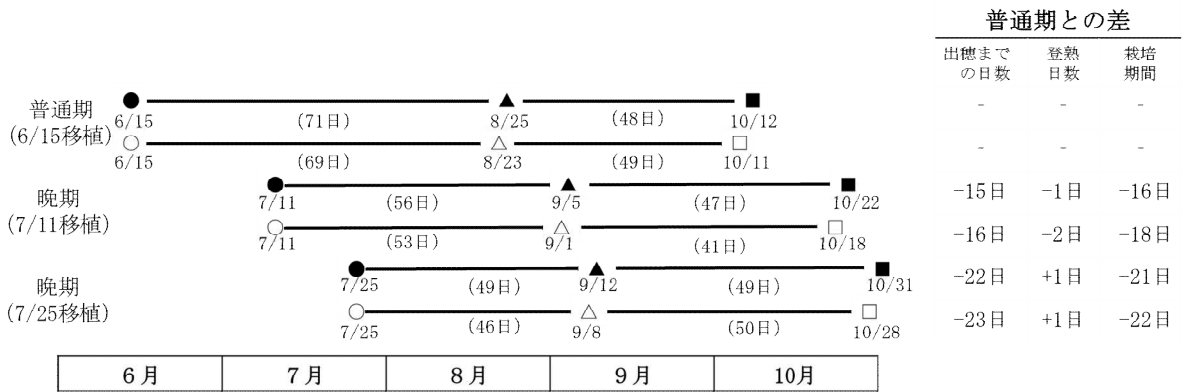 普通期との差
出穂まで
の日数
登熟
日数
栽培
期間
普通期
(6/15移植)
6/15 (71日) 8/25 (48日) 10/12 - - -
6/15 (69日) 8/23 (49日) 10/11 - - -
晩期
(7/11移植)
7/11 (56日) 9/5 (47日) 10/22 -15日 -1日 -16日
7/11 (53日) 9/1 (41日) 10/18 -16日 -2日 -18日
晩期
(7/25移植)
7/25 (49日) 9/12 (49日) 10/31 -22日 +1日 -21日
7/25 (46日) 9/8 (50日) 10/28 -23日 +1日 -22日
6月 7月 8月 9月 10月